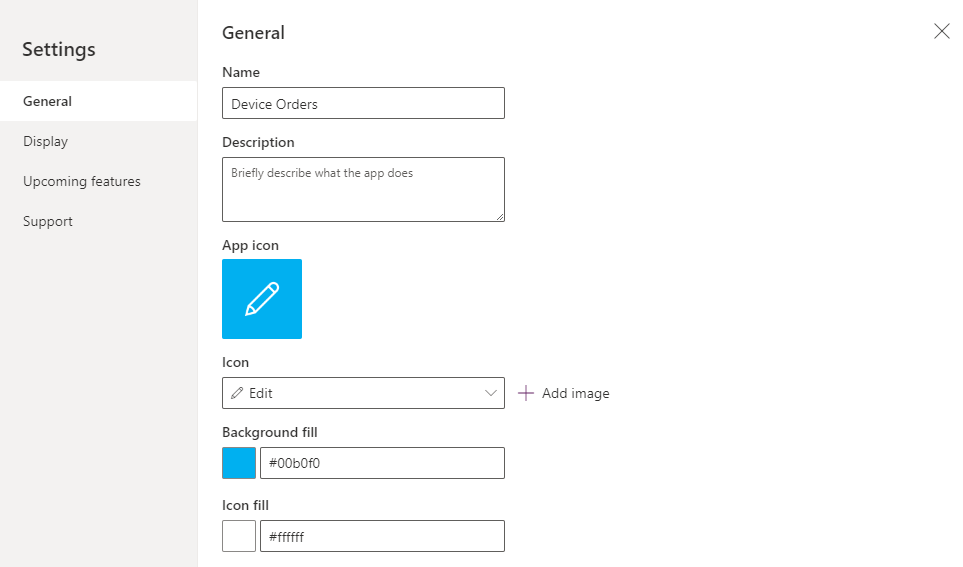 Settings
General
Display
Upcoming features
Support
General
Name
Device Orders
Description
Briefly describe what the app does
App icon
Icon
Edit
Add image
Background fill
#00b0f0
Icon fill
#ffffff